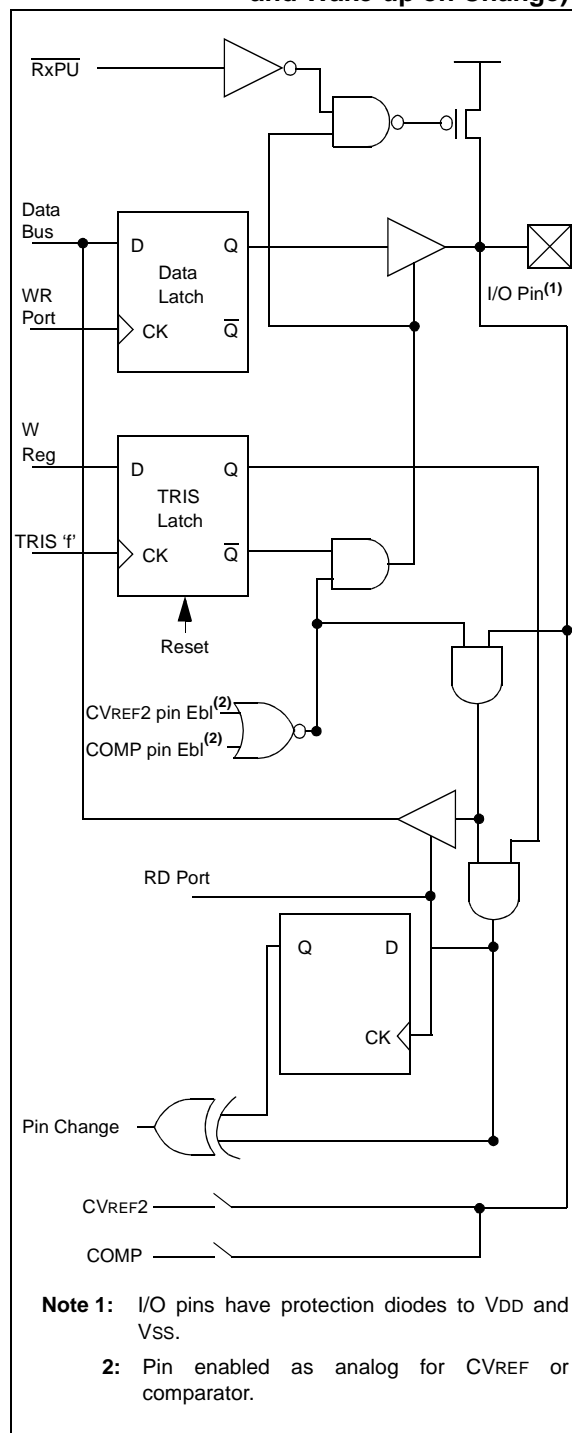 and Wake-up on Change)
RxPU
Data
Bus
D
Q
Data
Latch
I/O Pin(1)
WR
Port
CK
Q
W
Reg
D
Q
TRIS
Latch
TRIS 'f'
CK
Q
Reset
CVREF2 pin Ebl(2)
COMP pin Ebl(2)
RD Port
Q
D
CK
Pin Change
CVREF2
COMP
Note 1: I/O pins have protection diodes to VDD and
VSS.
2: Pin enabled as analog for CVREF or
comparator.